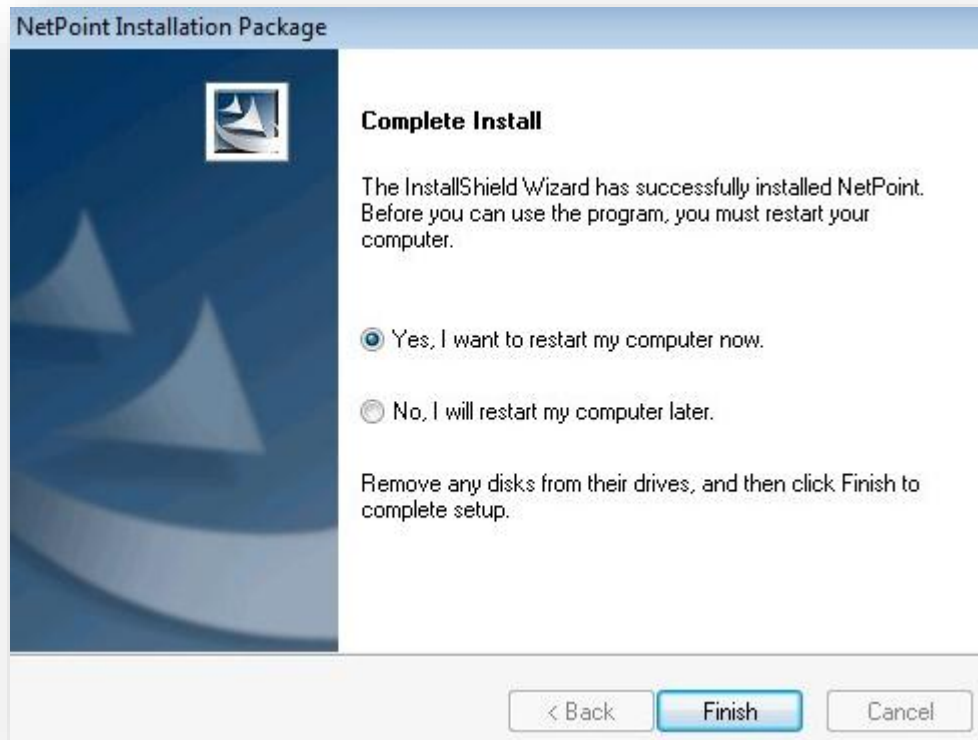 NetPoint Installation Package
Complete Install
The InstallShield Wizard has successfully installed NetPoint.
Before you can use the program, you must restart your
computer.
Yes, I want to restart my computer now.
No, I will restart my computer later.
Remove any disks from their drives, and then click Finish to
complete setup.
< Back Finish Cancel